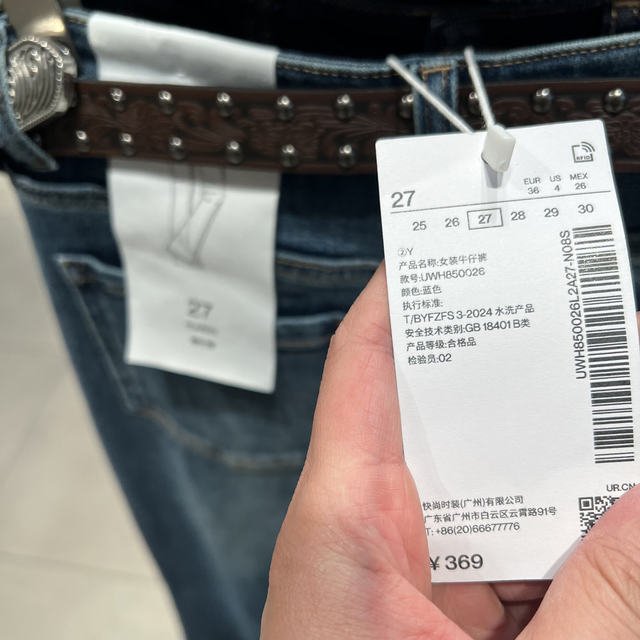 27
EUR US MEX
36 4 26
25 26 27 28 29 30
②Y
产品名称:女装牛仔裤
款号:UWH850026
颜色:蓝色
执行标准:
T/BYFZFS 3-2024 水洗产品
安全技术类别:GB 18401 B类
产品等级:合格品
检验员:02
UWH850026L2A27-N08S
RFID
UR.CN
快尚时装(广州)有限公司
广东省广州市白云区云霄路91号
T: +86(20)66677776
¥ 369
27